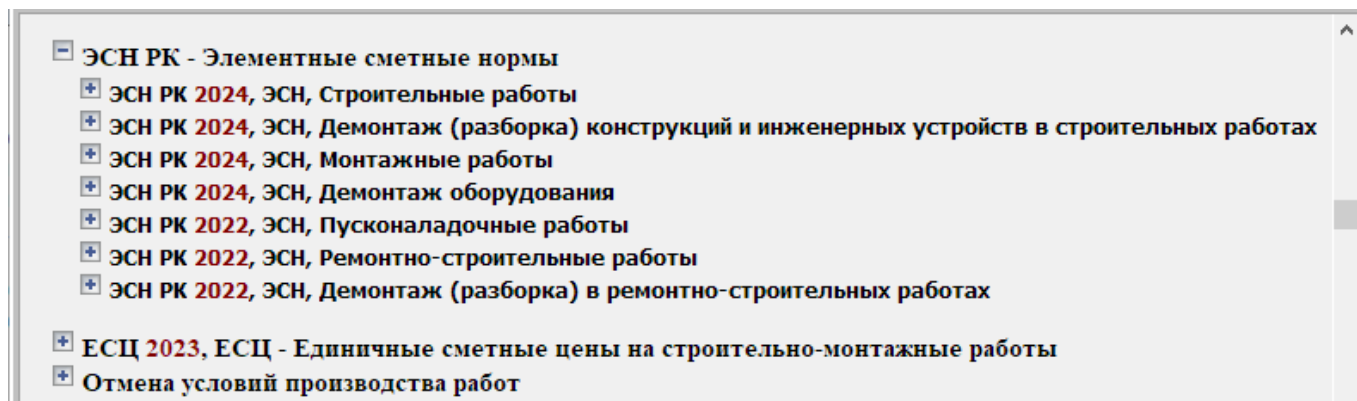 ЭСН РК - Элементные сметные нормы
ЭСН РК 2024, ЭСН, Строительные работы
ЭСН РК 2024, ЭСН, Демонтаж (разборка) конструкций и инженерных устройств в строительных работах
ЭСН РК 2024, ЭСН, Монтажные работы
ЭСН РК 2024, ЭСН, Демонтаж оборудования
ЭСН РК 2022, ЭСН, Пусконаладочные работы
ЭСН РК 2022, ЭСН, Ремонтно-строительные работы
ЭСН РК 2022, ЭСН, Демонтаж (разборка) в ремонтно-строительных работах
ЕСЦ 2023, ЕСЦ - Единичные сметные цены на строительно-монтажные работы
Отмена условий производства работ